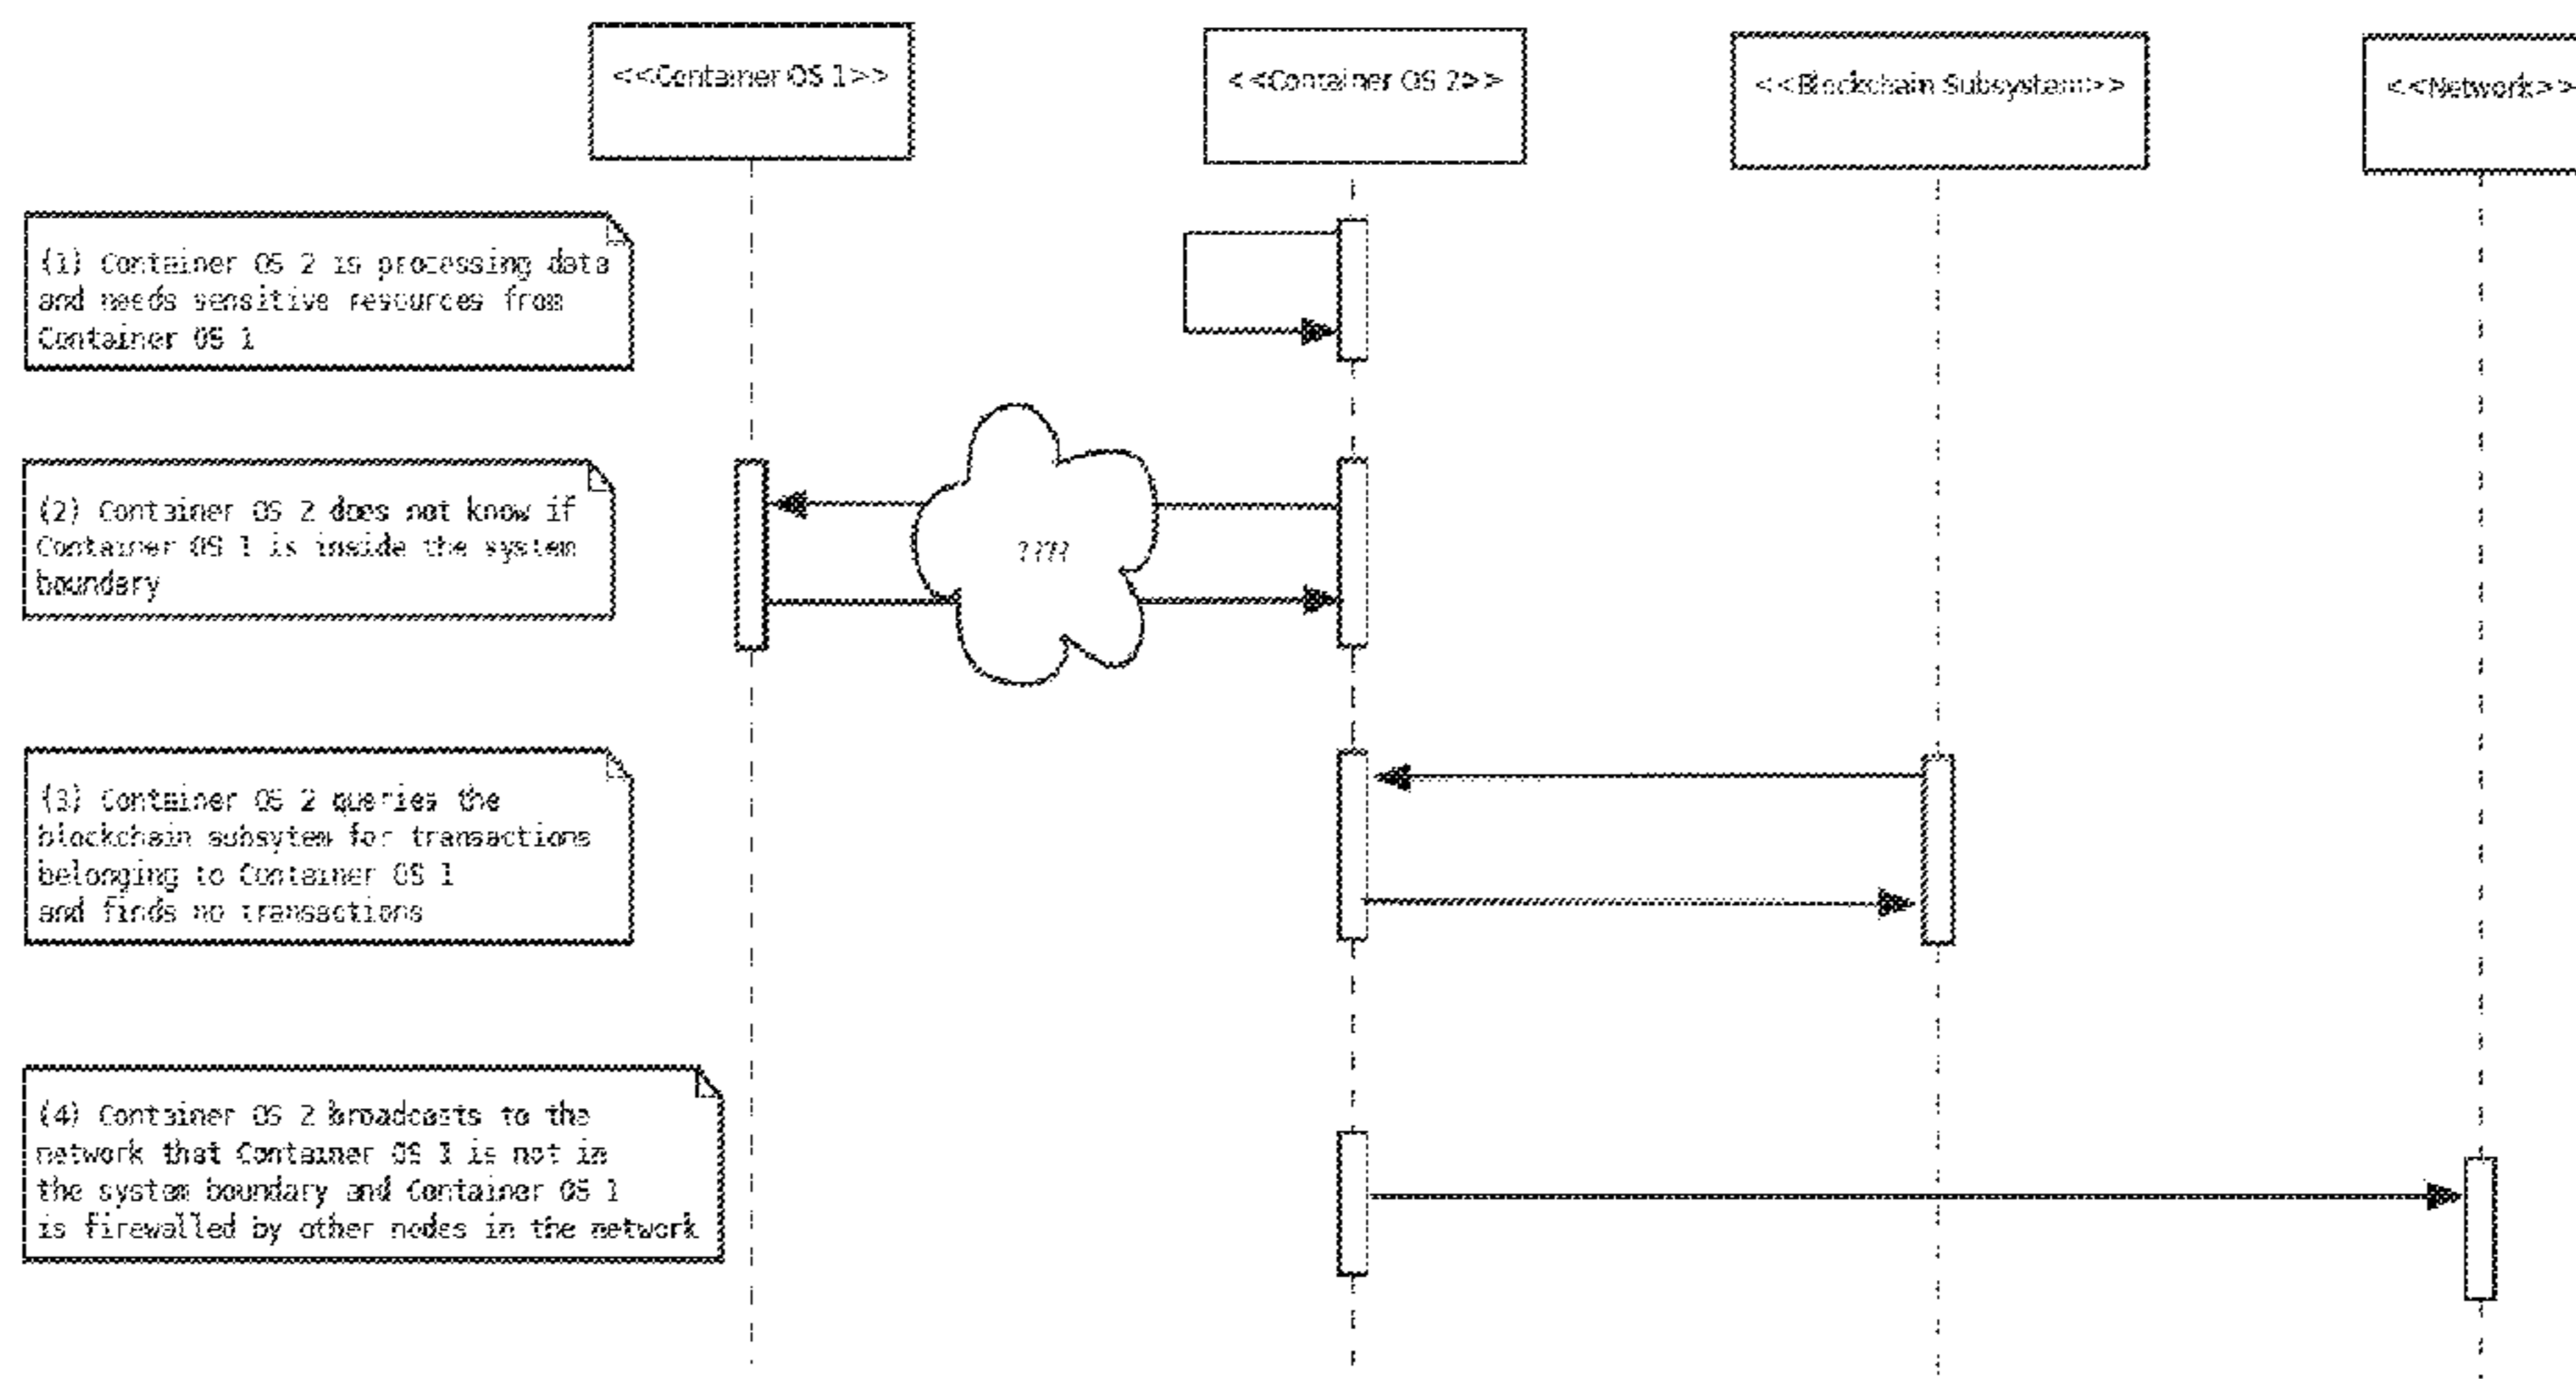 <<Container OS 1>>
<<Container OS 2>>
<<Blockchain Subsystem>>
<<Network>>
(1) Container OS 2 is processing data
and needs sensitive resources from
Container OS 1
(2) Container OS 2 does not know if
Container OS 1 is inside the system
boundary
????
(3) Container OS 2 queries the
blockchain subsytem for transactions
belonging to Container OS 1
and finds no transactions
(4) Container OS 2 broadcasts to the
network that Container OS 1 is not in
the system boundary and Container OS 1
is firewalled by other nodes in the network